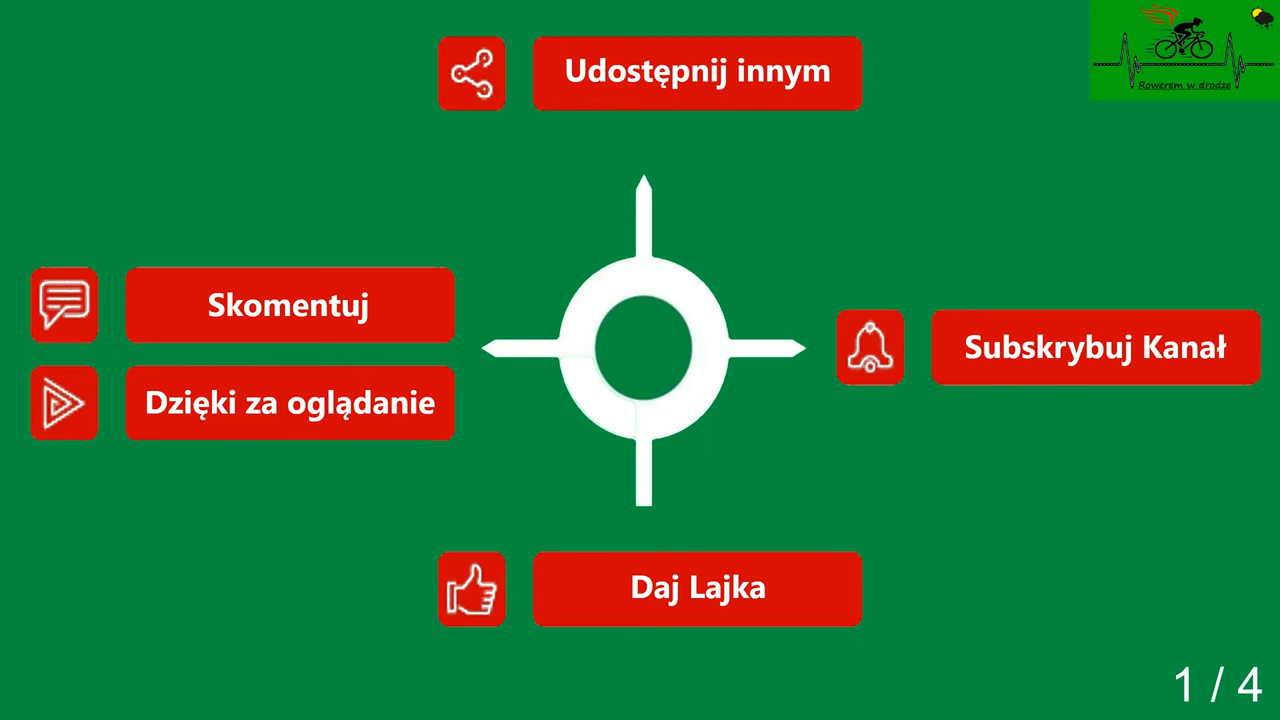 Udostępnij innym
Rowerem w drodze
Skomentuj
Dzięki za oglądanie
Subskrybuj Kanał
Daj Lajka
1 / 4